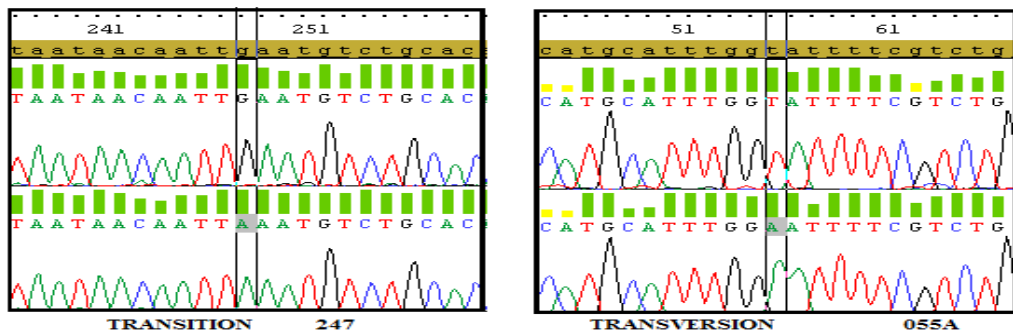 241 251
taataacaattgaatgtctgcac
TAATAACAATTGAATGTCTGCAC
TAATAACAATTAAATGTCTGCAC
TRANSITION 247
51 61
catgcatttggtattttcgtctg
CATGCATTTGGTATTTTCGTCTG
CATGCATTTGGAATTTTCGTCTG
TRANSVERSION 055A